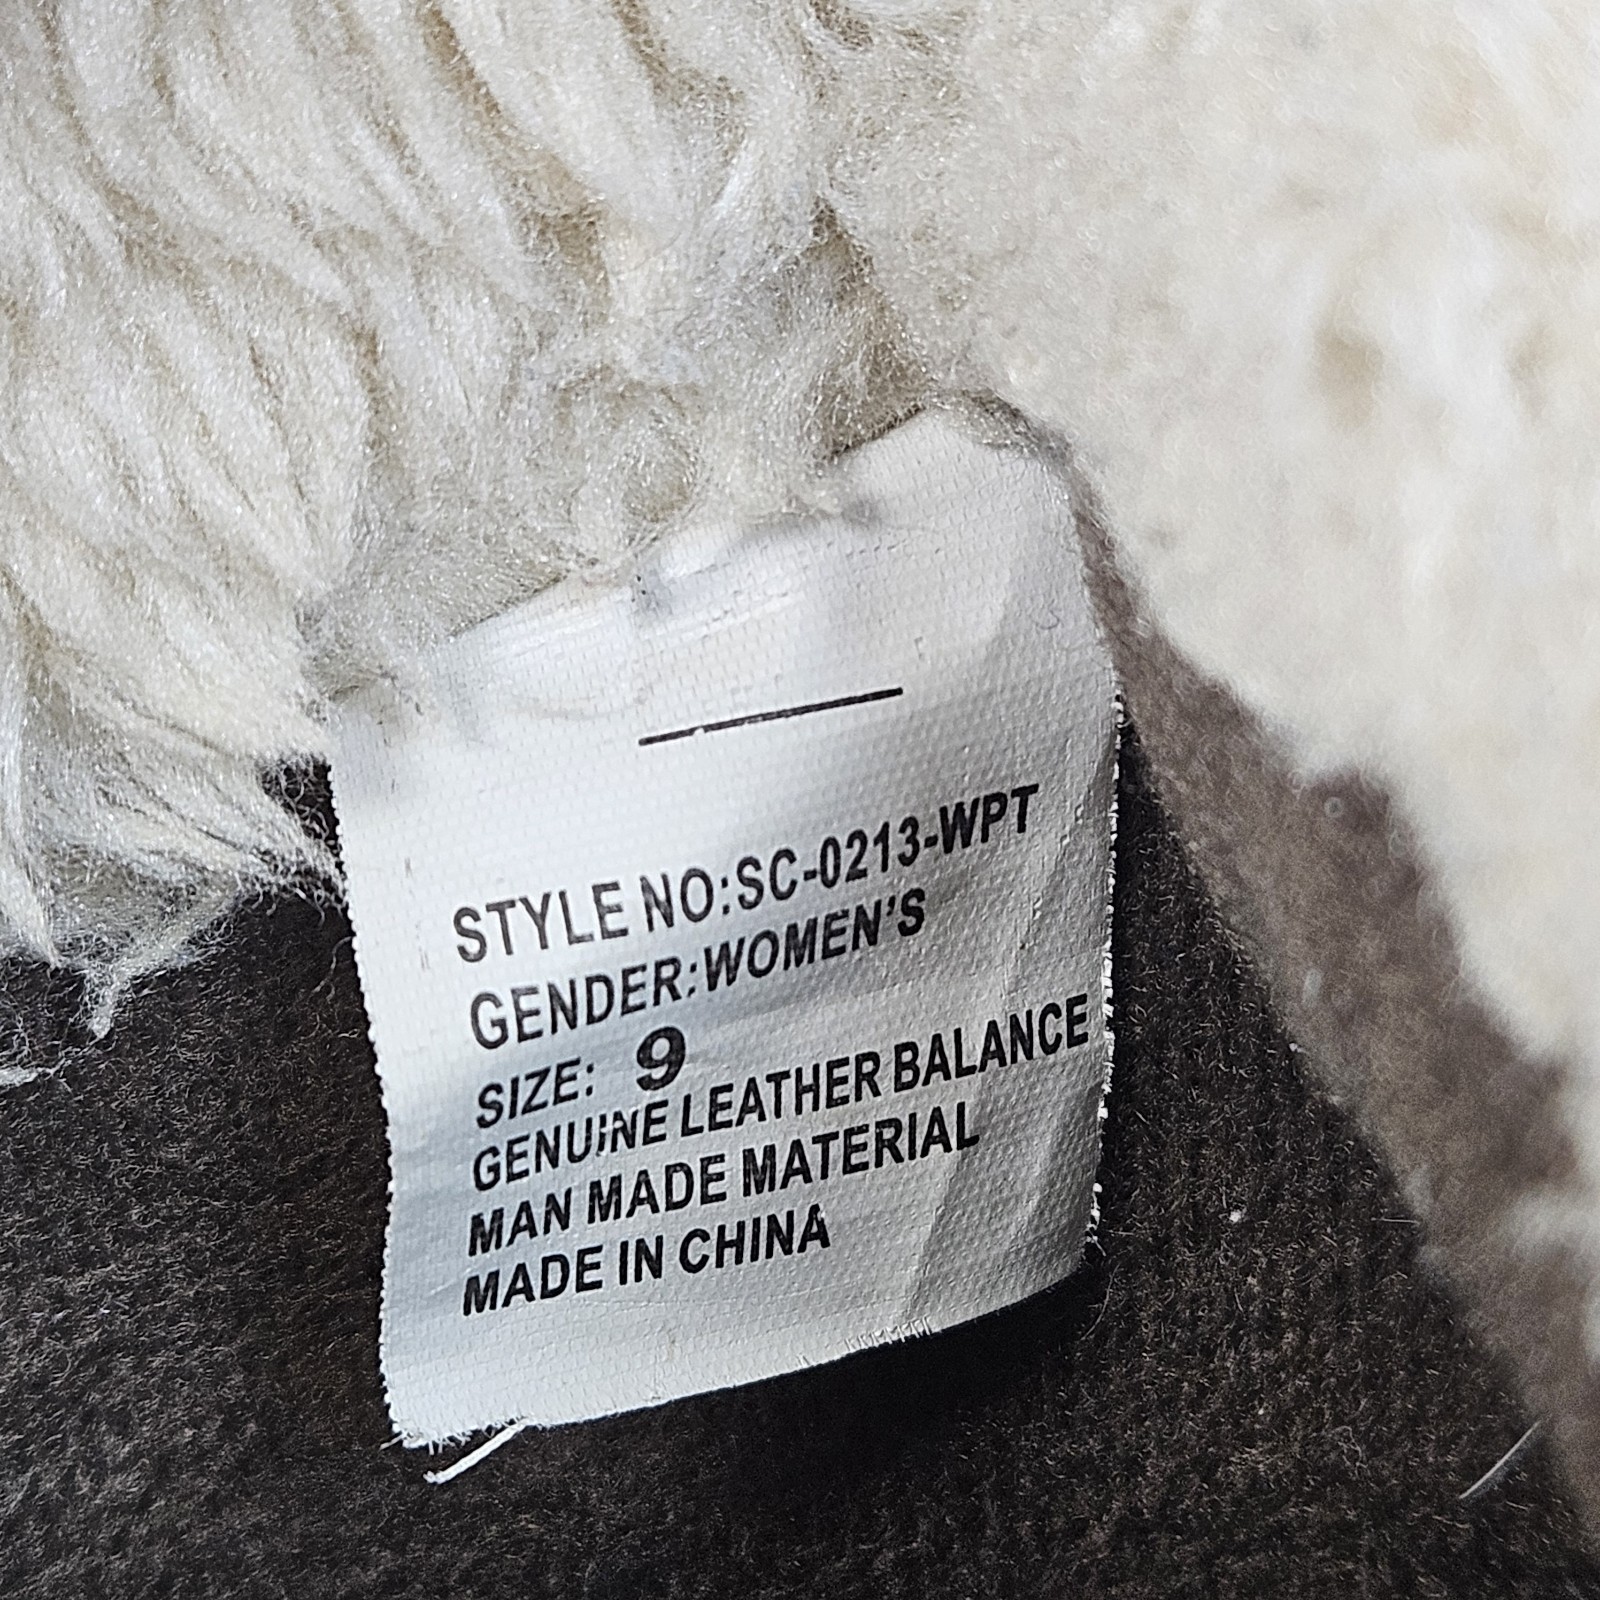 STYLE NO:SC-0213-WPT
GENDER:WOMEN'S
SIZE: 9
GENUINE LEATHER BALANCE
MAN MADE MATERIAL
MADE IN CHINA